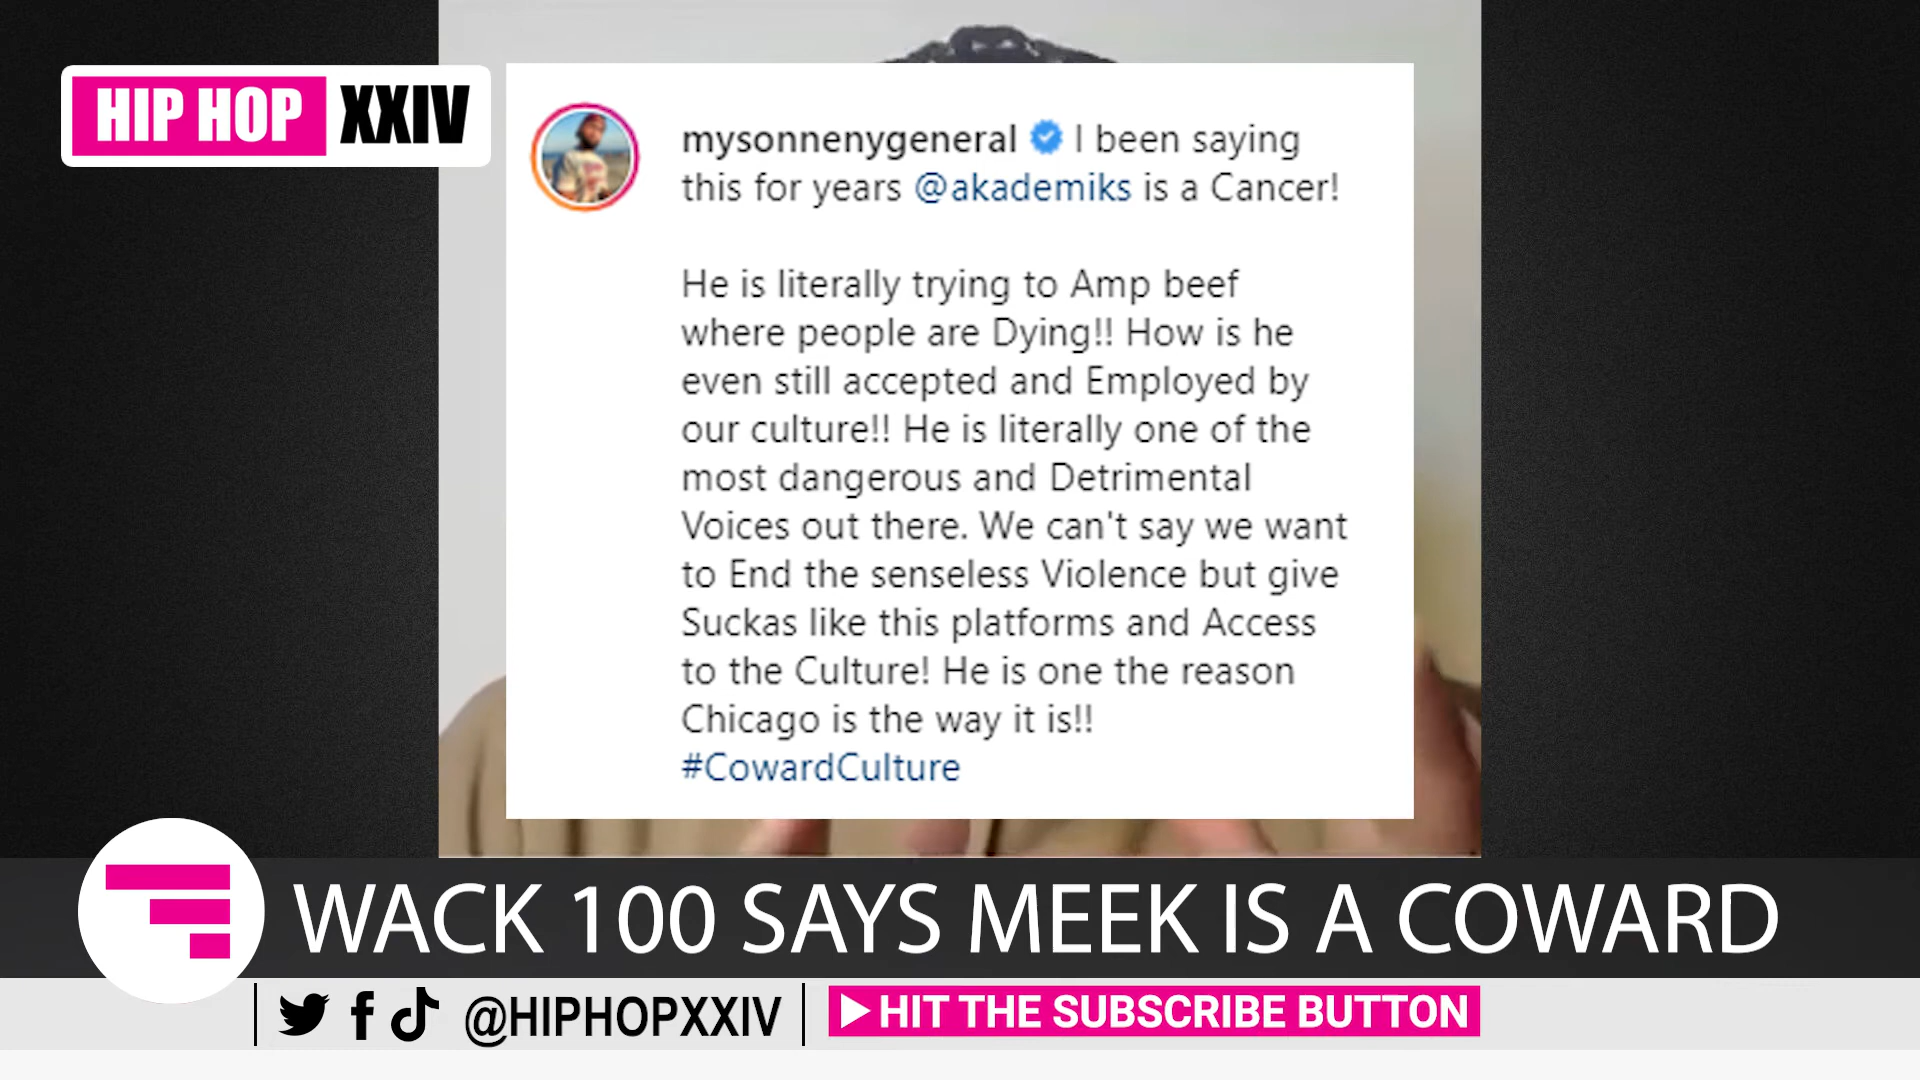 HIP HOP XXIV
mysonnenygeneral I been saying
this for years @akademiks is a Cancer!
He is literally trying to Amp beef
where people are Dying!! How is he
even still accepted and Employed by
our culture!! He is literally one of the
most dangerous and Detrimental
Voices out there. We can't say we want
to End the senseless Violence but give
Suckas like this platforms and Access
to the Culture! He is one the reason
Chicago is the way it is!!
#CowardCulture
WACK 100 SAYS MEEK IS A COWARD
@HIPHOPXXIV HIT THE SUBSCRIBE BUTTON